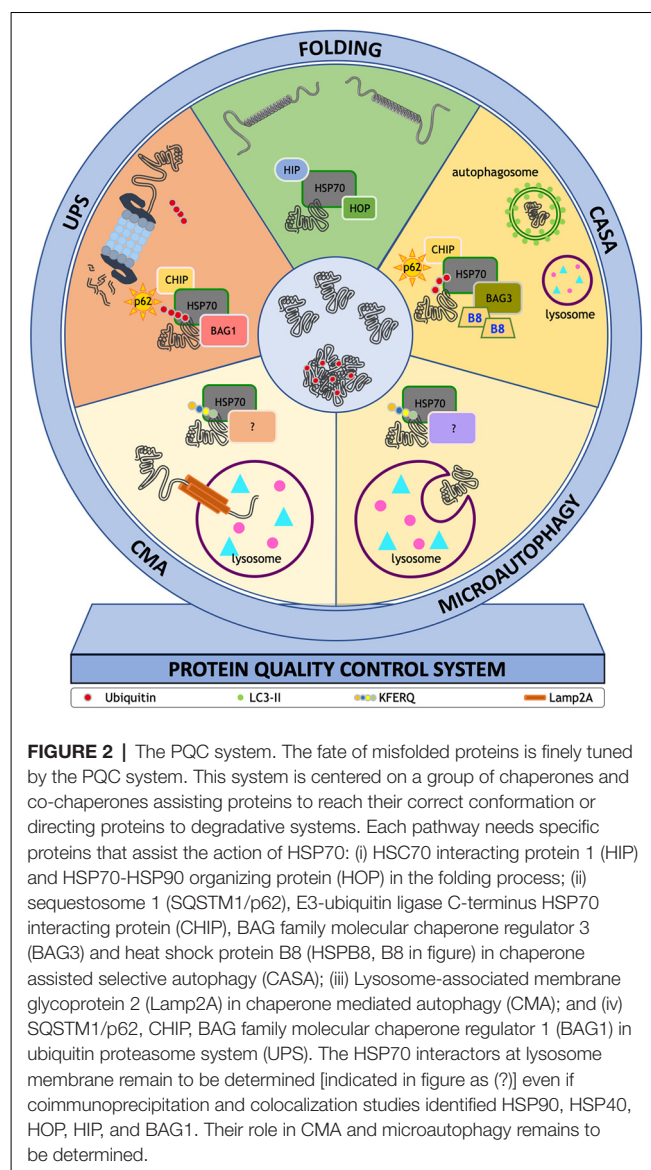 FOLDING
UPS
CASA
CMA
MICROAUTOPHAGY
HIP
HSP70
HOP
autophagosome
lysosome
CHIP
p62
HSP70
BAG3
B8
B8
CHIP
p62
HSP70
BAG1
HSP70
?
lysosome
HSP70
?
lysosome
PROTEIN QUALITY CONTROL SYSTEM
Ubiquitin LC3-II KFERQ Lamp2A
FIGURE 2 | The PQC system. The fate of misfolded proteins is finely tuned
by the PQC system. This system is centered on a group of chaperones and
co-chaperones assisting proteins to reach their correct conformation or
directing proteins to degradative systems. Each pathway needs specific
proteins that assist the action of HSP70: (i) HSC70 interacting protein 1 (HIP)
and HSP70-HSP90 organizing protein (HOP) in the folding process; (ii)
sequestosome 1 (SQSTM1/p62), E3-ubiquitin ligase C-terminus HSP70
interacting protein (CHIP), BAG family molecular chaperone regulator 3
(BAG3) and heat shock protein B8 (HSPB8, B8 in figure) in chaperone
assisted selective autophagy (CASA); (iii) Lysosome-associated membrane
glycoprotein 2 (Lamp2A) in chaperone mediated autophagy (CMA); and (iv)
SQSTM1/p62, CHIP, BAG family molecular chaperone regulator 1 (BAG1) in
ubiquitin proteasome system (UPS). The HSP70 interactors at lysosome
membrane remain to be determined [indicated in figure as (?)] even if
coimmunoprecipitation and colocalization studies identified HSP90, HSP40,
HOP, HIP, and BAG1. Their role in CMA and microautophagy remains to
be determined.